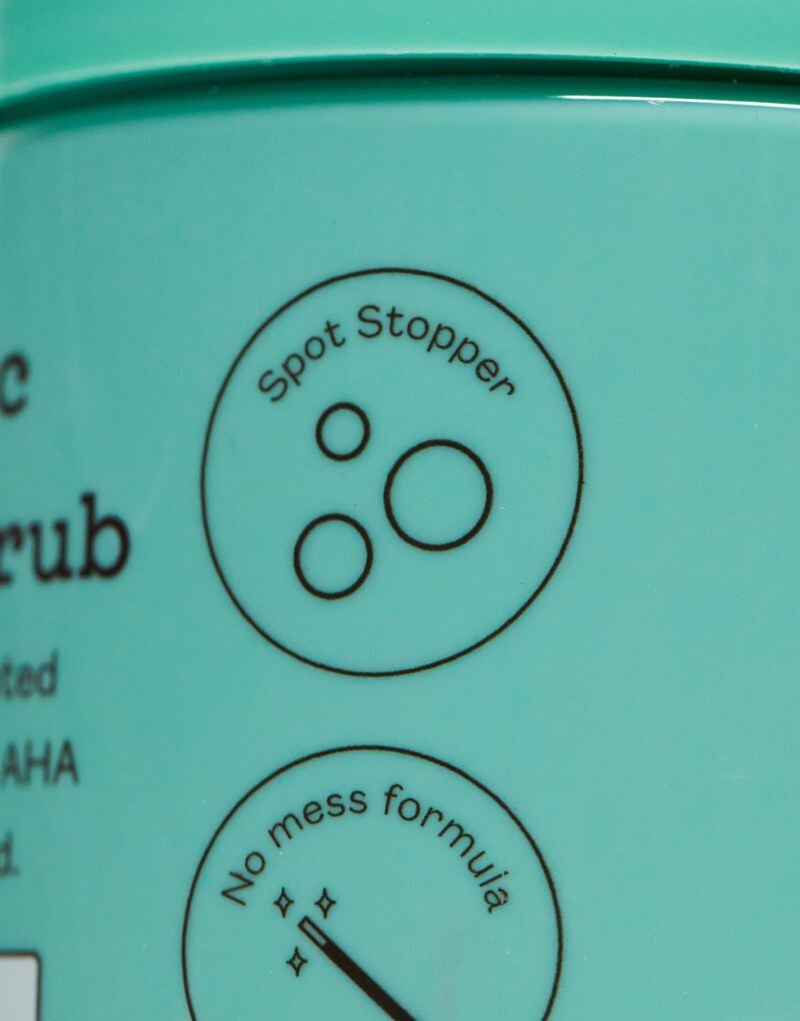 c
rub
ted
AHA
d.
Spot Stopper
No mess formula